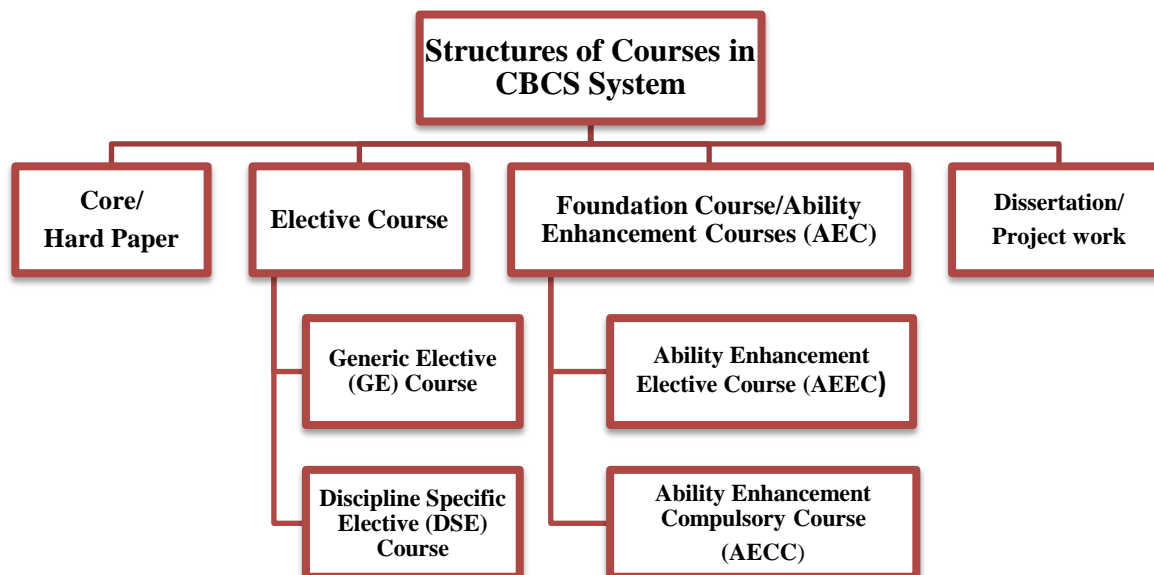 Structures of Courses in
CBCS System
Core/
Hard Paper
Elective Course
Foundation Course/Ability
Enhancement Courses (AEC)
Dissertation/
Project work
Generic Elective
(GE) Course
Ability Enhancement
Elective Course (AEEC)
Discipline Specific
Elective (DSE)
Course
Ability Enhancement
Compulsory Course
(AECC)